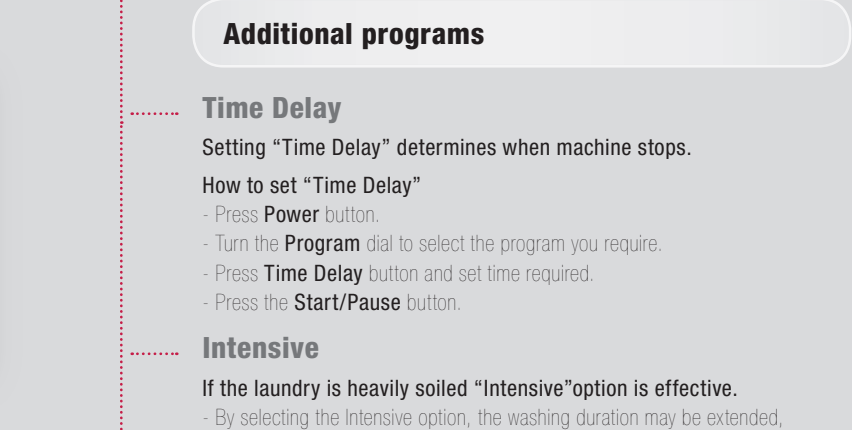 Additional programs
Time Delay
Setting “Time Delay” determines when machine stops.
How to set “Time Delay”
- Press Power button.
- Turn the Program dial to select the program you require.
- Press Time Delay button and set time required.
- Press the Start/Pause button.
Intensive
If the laundry is heavily soiled “Intensive”option is effective.
- By selecting the Intensive option, the washing duration may be extended,